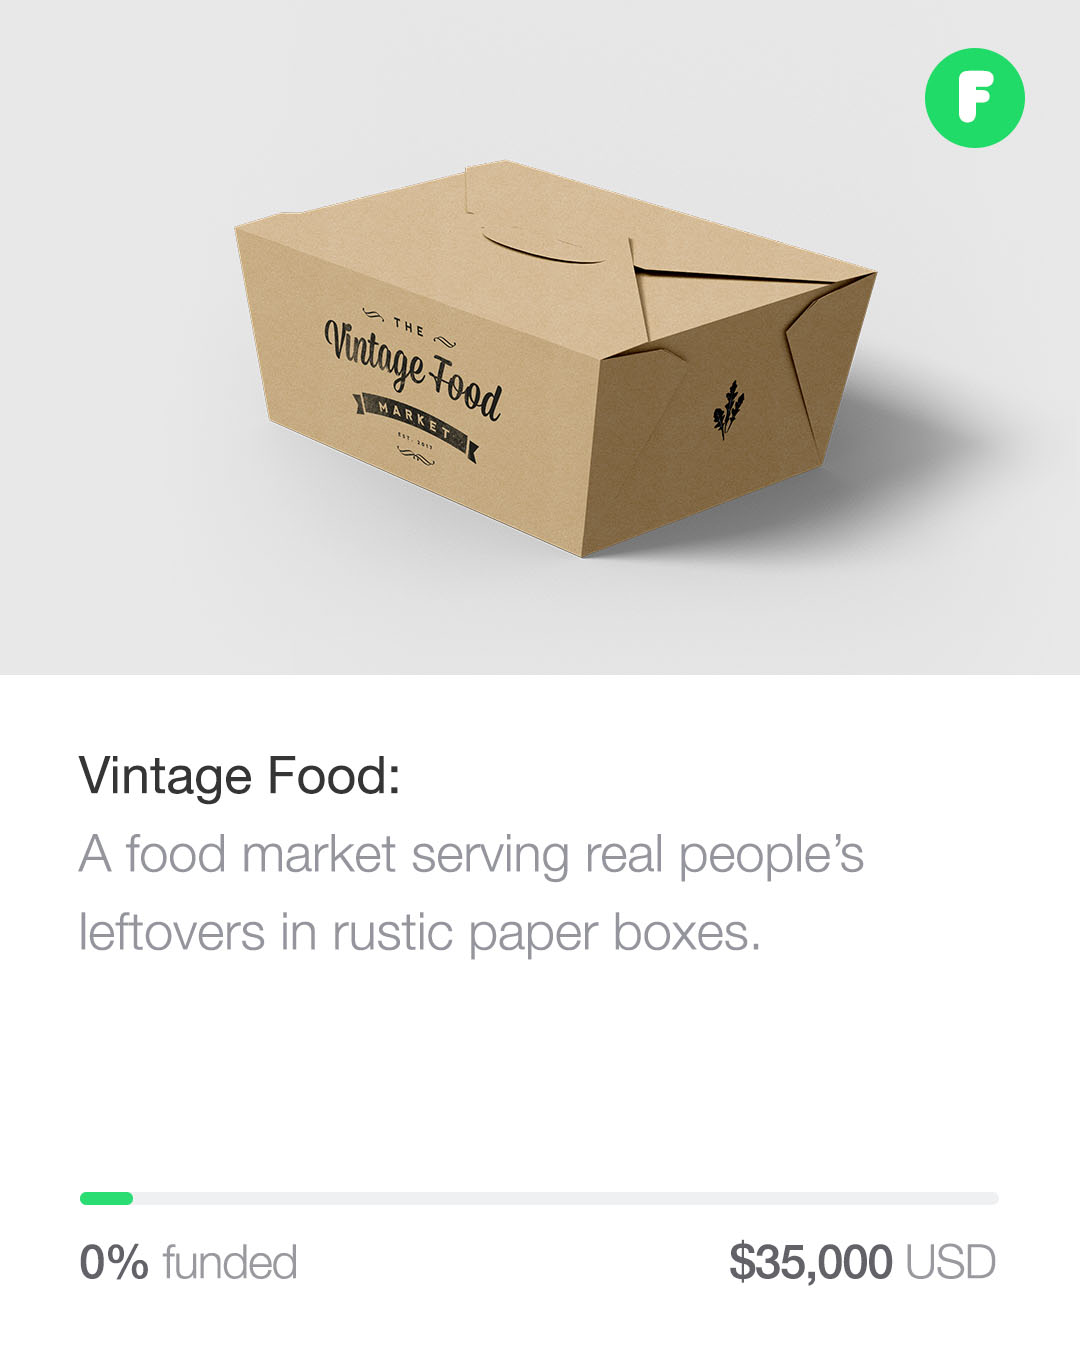 F
THE
Vintage Food
MARKET
EST. 2017
Vintage Food:
A food market serving real people’s
leftovers in rustic paper boxes.
0% funded
$35,000 USD